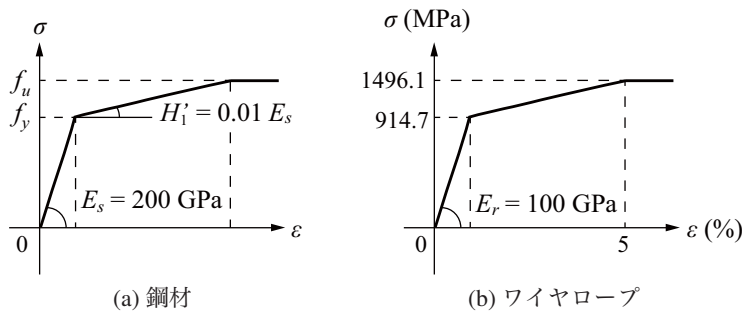 σ
f_u
f_y
H'_1 = 0.01 E_s
E_s = 200 GPa
0
ε
(a) 鋼材
σ (MPa)
1496.1
914.7
E_r = 100 GPa
0
5
ε (%)
(b) ワイヤロープ